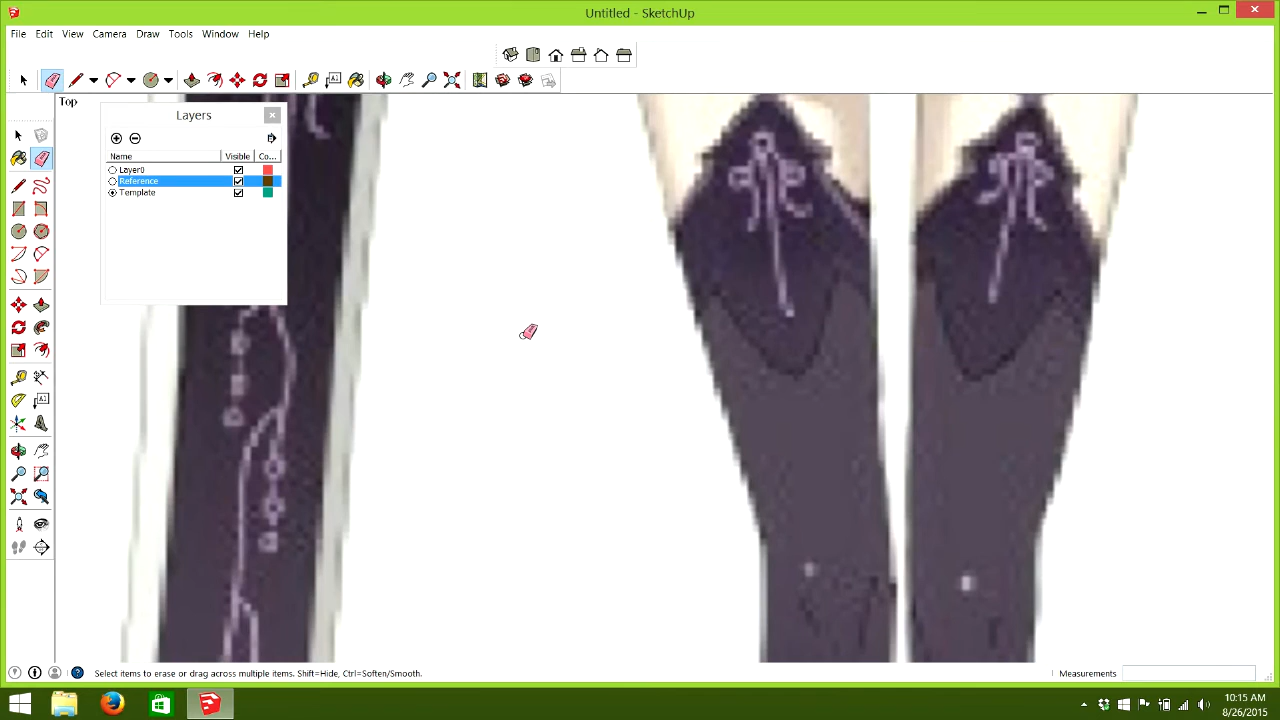 Untitled - SketchUp
File Edit View Camera Draw Tools Window Help
Top
Layers
Name Visible Co...
Layer0
Reference
Template
Select items to erase or drag across multiple items. Shift=Hide, Ctrl=Soften/Smooth.
Measurements
10:15 AM
8/26/2015